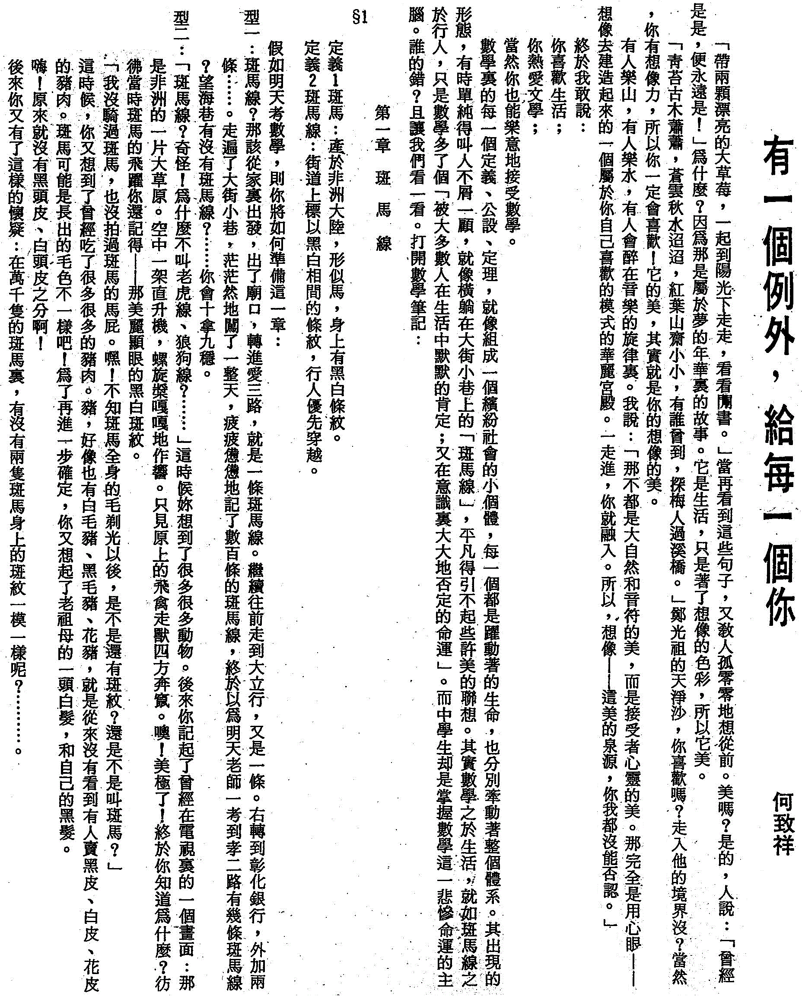 有一個例外，給每一個你
何致祥
「帶兩顆漂亮的大草莓，一起到陽光下走走，看看閒書。」當再看到這些句子，又教人孤零零地想從前。美嗎？是的，人說：「曾經
是是，便永遠是！」爲什麼？因爲那是屬於夢的年華裏的故事。它是生活，只是著了想像的色彩，所以它美。
「靑苔古木蕭蕭，蒼雲秋水迢迢，紅葉山齋小小，有誰曾到，探梅人過溪橋。」鄭光祖的天淨沙，你喜歡嗎？走入他的境界沒？當然
，你有想像力，所以你一定會喜歡！它的美，其實就是你的想像的美。
有人樂山，有人樂水，有人會醉在音樂的旋律裏。我說：「那不都是大自然和音符的美，而是接受者心靈的美。那完全是用心眼——
想像去建造起來的一個屬於你自己喜歡的模式的華麗宮殿。一走進，你就融入。所以，想像——這美的泉源，你我都沒能否認。」
終於我敢說：
你喜歡生活；
你熱愛文學；
當然你也能樂意地接受數學。
數學裏的每一個定義、公設、定理，就像組成一個繽紛社會的小個體，每一個都是躍動著的生命，也分別牽動著整個體系。其出現的
形態，有時單純得叫人不屑一顧，就像橫躺在大街小巷上的「斑馬線」，平凡得引不起些許美的聯想。其實數學之於生活，就如斑馬線之
於行人，只是數學多了個「被大多數人在生活中默默的肯定；又在意識裏大大地否定的命運」。而中學生却是掌握數學這一悲慘命運的主
腦。誰的錯？且讓我們看一看。打開數學筆記：
第一章 斑馬線
§1
定義1斑馬：產於非洲大陸，形似馬，身上有黑白條紋。
定義2斑馬線：街道上標以黑白相間的條紋，行人優先穿越。
假如明天考數學，則你將如何準備這一章：
型一：斑馬線？那該從家裏出發，出了廟口，轉進愛三路，就是一條斑馬線。繼續往前走到大立行，又是一條。右轉到彰化銀行，外加兩
條……。走遍了大街小巷，茫茫然地闖了一整天，疲疲憊憊地記了數百條的斑馬線，終於以爲明天老師一考到孝二路有幾條斑馬線
？望海巷有沒有斑馬線？……你會十拿九穩。
型二：「斑馬線？奇怪！爲什麼不叫老虎線、狼狗線？……」這時候妳想到了很多很多動物。後來你記起了曾經在電視裏的一個畫面：那
是非洲的一片大草原。空中一架直升機，螺旋槳嘎嘎地作響。只見原上的飛禽走獸四方奔竄。噢！美極了！終於你知道爲什麼？彷
彿當時斑馬的飛躍你還記得——那美麗顯眼的黑白斑紋。
「我沒騎過斑馬，也沒拍過斑馬的馬屁。嘿！不知斑馬全身的毛剃光以後，是不是還有斑紋？還是不是叫斑馬？」
這時候，你又想到了曾經吃了很多很多的豬肉。豬，好像也有白毛豬、黑毛豬、花豬，就是從來沒有看到有人賣黑皮、白皮、花皮
的豬肉。斑馬可能是長出的毛色不一樣吧！爲了再進一步確定，你又想起了老祖母的一頭白髮，和自己的黑髮。
嗨！原來就沒有黑頭皮、白頭皮之分啊！
後來你又有了這樣的懷疑：在萬千隻的斑馬裏，有沒有兩隻斑馬身上的斑紋一模一樣呢？………。